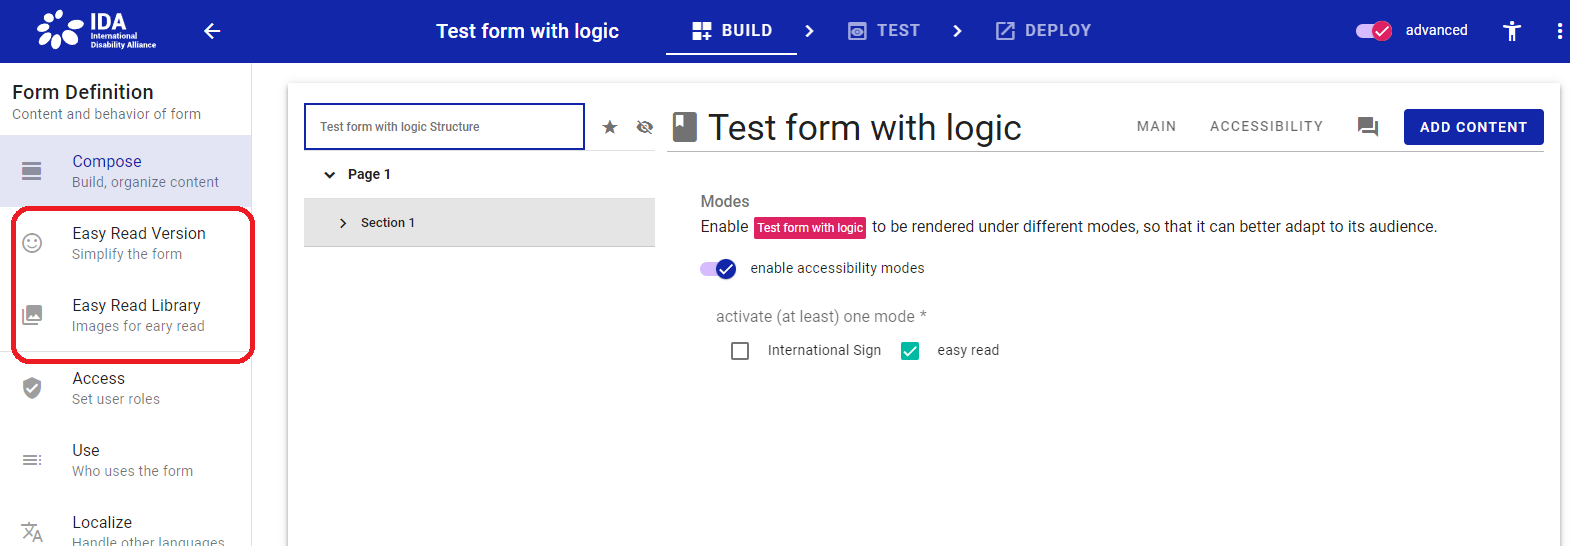 IDA
International
Disability Alliance
Test form with logic
BUILD
TEST
DEPLOY
advanced
Form Definition
Content and behavior of form
Compose
Build, organize content
Easy Read Version
Simplify the form
Easy Read Library
Images for eary read
Access
Set user roles
Use
Who uses the form
Localize
Handle other languages
Test form with logic Structure
Page 1
Section 1
Test form with logic
MAIN
ACCESSIBILITY
ADD CONTENT
Modes
Enable Test form with logic to be rendered under different modes, so that it can better adapt to its audience.
enable accessibility modes
activate (at least) one mode *
International Sign
easy read